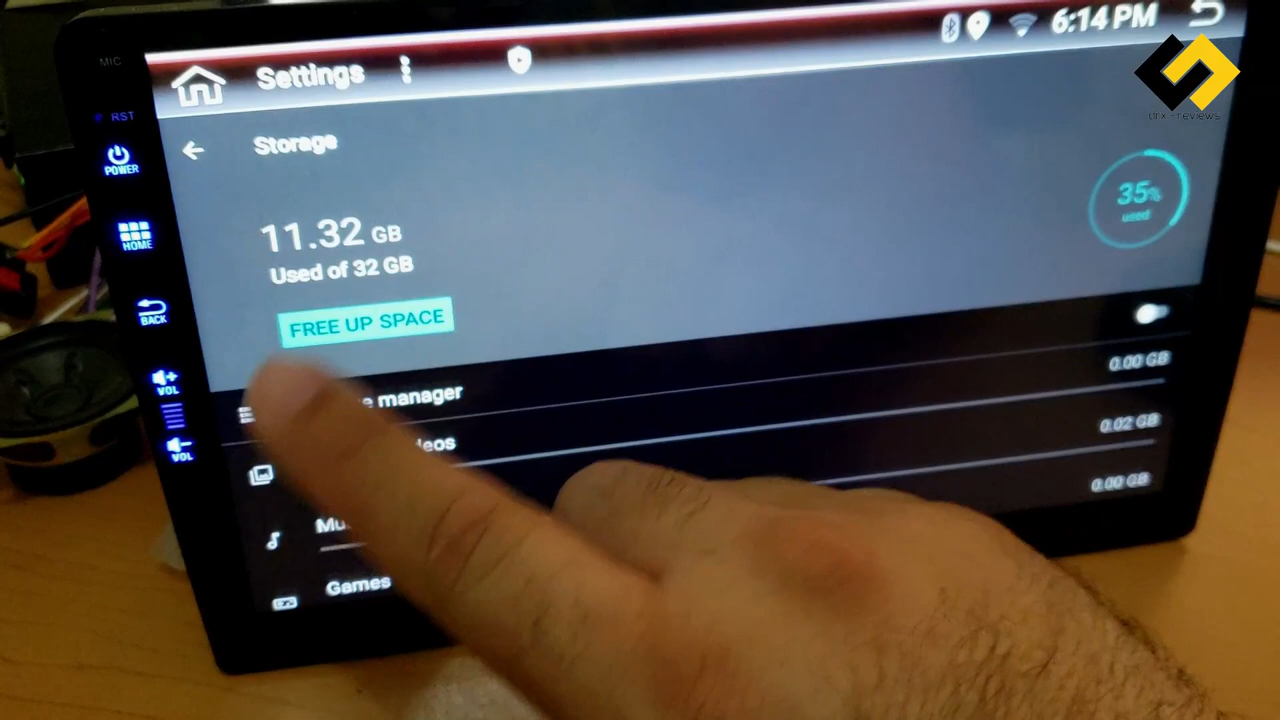 MIC
RST
POWER
HOME
BACK
VOL
VOL
Settings
6:14 PM
Storage
11.32 GB
Used of 32 GB
35%
used
FREE UP SPACE
manager
0.00 GB
0.02 GB
Games
0.00 GB